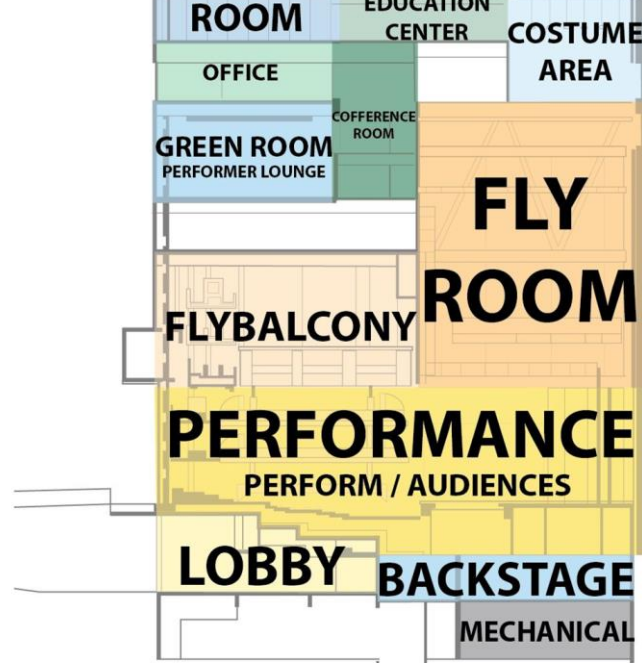 EDUCATION
ROOM
CENTER
COSTUME
AREA
OFFICE
COFFERENCE
ROOM
GREEN ROOM
PERFORMER LOUNGE
FLY
ROOM
FLYBALCONY
PERFORMANCE
PERFORM / AUDIENCES
LOBBY
BACKSTAGE
MECHANICAL